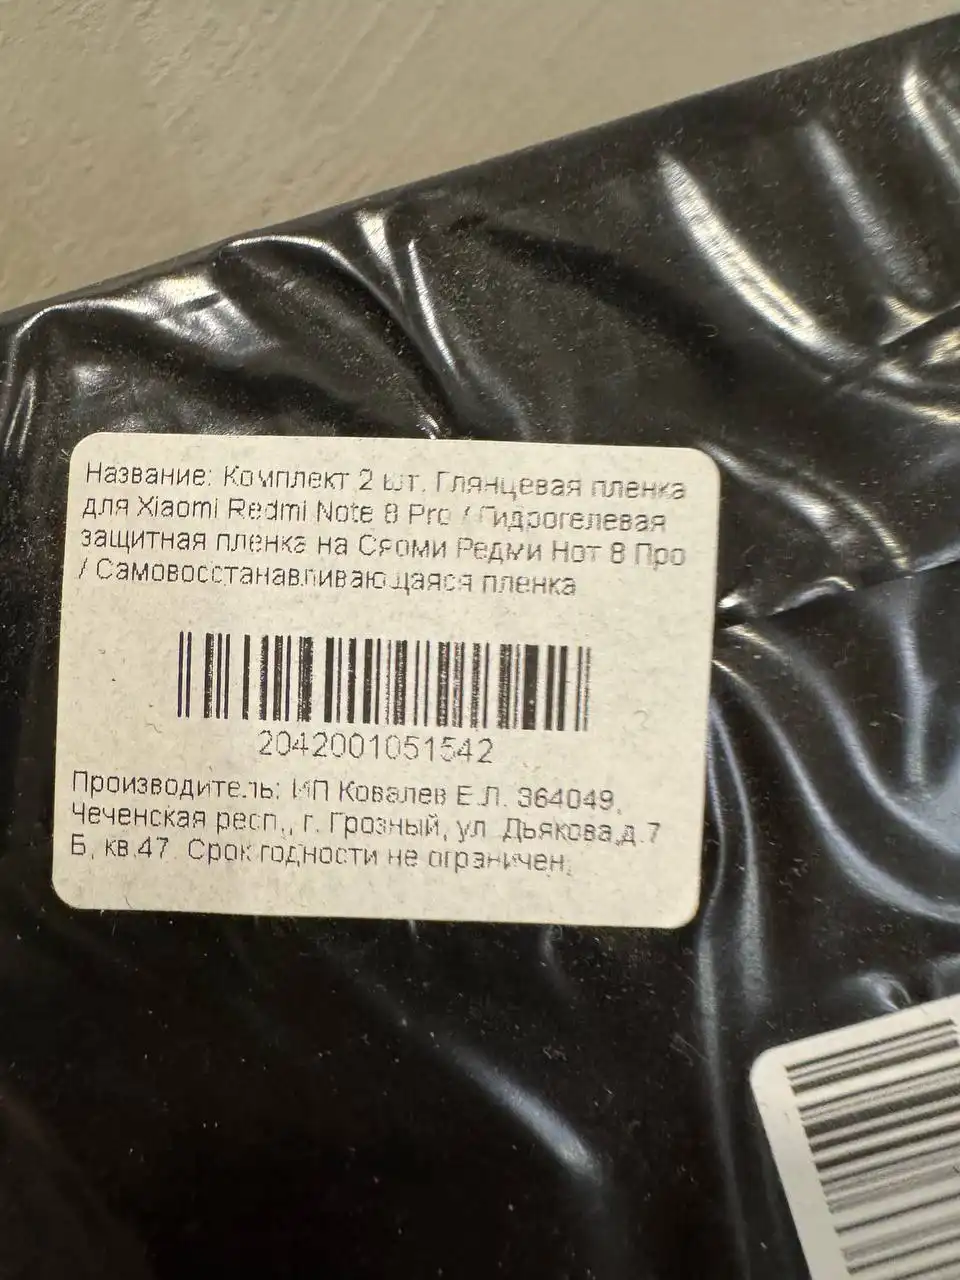 Название: Комплект 2 шт. Глянцевая пленка
для Xiaomi Redmi Note 8 Pro / Гидрогелевая
защитная пленка на Сяоми Редми Нот 8 Про
/ Самовосстанавливающаяся пленка
2042001051542
Производитель: ИП Ковалев Е.Л. 364049,
Чеченская респ., г. Грозный, ул. Дьякова,д.7
Б, кв.47. Срок годности не ограничен.